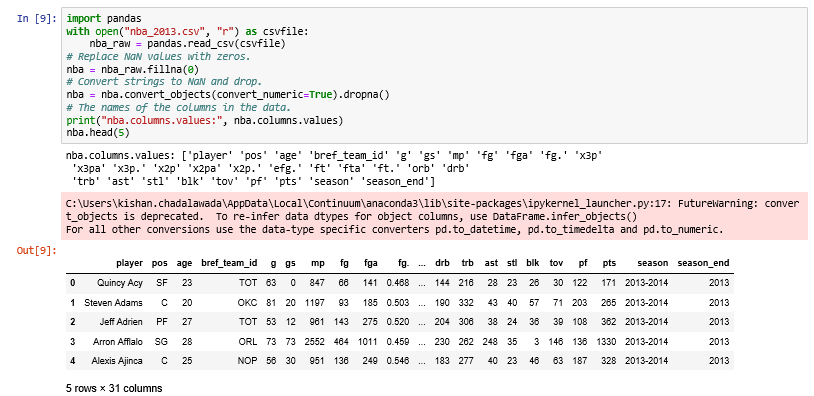 In [9]: import pandas
with open("nba_2013.csv", "r") as csvfile:
nba_raw = pandas.read_csv(csvfile)
# Replace NaN values with zeros.
nba = nba_raw.fillna(0)
# Convert strings to NaN and drop.
nba = nba.convert_objects(convert_numeric=True).dropna()
# The names of the columns in the data.
print("nba.columns.values:", nba.columns.values)
nba.head(5)
nba.columns.values: ['player' 'pos' 'age' 'bref_team_id' 'g' 'gs' 'mp' 'fg' 'fga' 'fg.' 'x3p'
'x3pa' 'x3p.' 'x2p' 'x2pa' 'x2p.' 'efg.' 'ft' 'fta' 'ft.' 'orb' 'drb'
'trb' 'ast' 'stl' 'blk' 'tov' 'pf' 'pts' 'season' 'season_end']
C:\Users\kishan.chadalawada\AppData\Local\Continuum\anaconda3\lib\site-packages\ipykernel_launcher.py:17: FutureWarning: conver
t_objects is deprecated.  To re-infer data dtypes for object columns, use DataFrame.infer_objects()
For all other conversions use the data-type specific converters pd.to_datetime, pd.to_timedelta and pd.to_numeric.
Out[9]:
player pos age bref_team_id g gs mp fg fga fg. ... drb trb ast stl blk tov pf pts season season_end
0 Quincy Acy SF 23 TOT 63 0 847 66 141 0.468 ... 144 216 28 23 26 30 122 171 2013-2014 2013
1 Steven Adams C 20 OKC 81 20 1197 93 185 0.503 ... 190 332 43 40 57 71 203 265 2013-2014 2013
2 Jeff Adrien PF 27 TOT 53 12 961 143 275 0.520 ... 204 306 38 24 36 39 108 362 2013-2014 2013
3 Arron Afflalo SG 28 ORL 73 73 2552 464 1011 0.459 ... 230 262 248 35 3 146 136 1330 2013-2014 2013
4 Alexis Ajinca C 25 NOP 56 30 951 136 249 0.546 ... 183 277 40 23 46 63 187 328 2013-2014 2013
5 rows × 31 columns